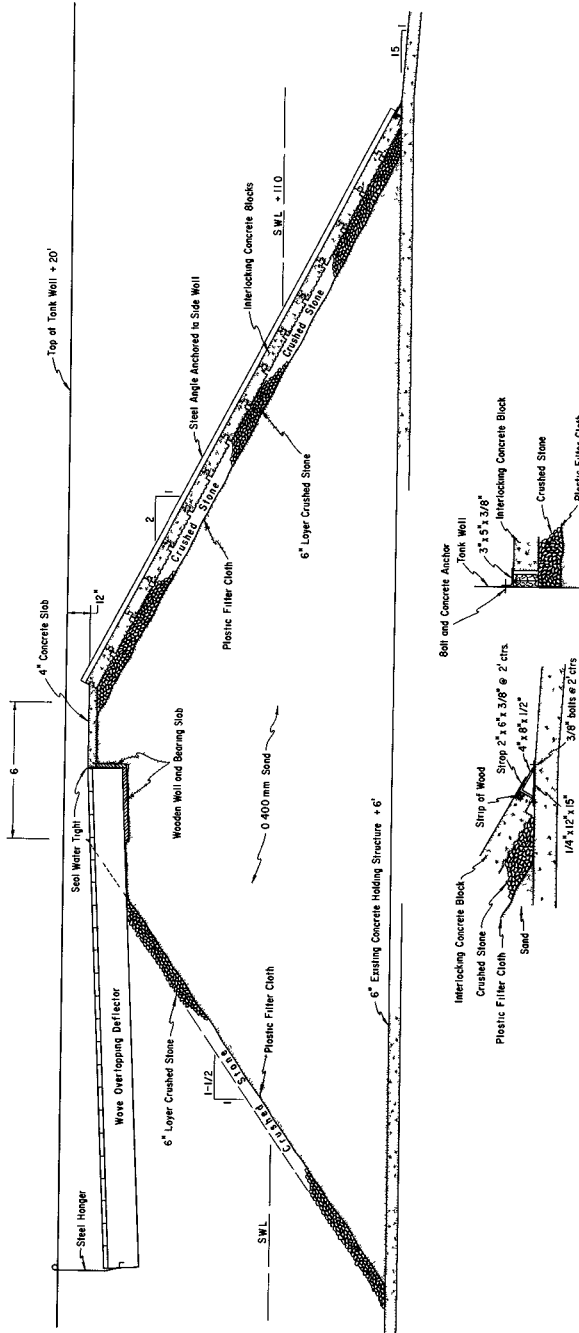 Top of Tank Wall + 20'
Steel Hanger
Seal Water Tight
6
4" Concrete Slab
12"
Wave Overtopping Deflector
Wooden Wall and Bearing Slab
6" Layer Crushed Stone
Crushed Stone
1-1/2
1
Plastic Filter Cloth
SWL
0.400 mm Sand
6" Existing Concrete Holding Structure + 6'
2
1
Steel Angle Anchored to Side Wall
Interlocking Concrete Blocks
SWL + 11.0
Crushed Stone
Crushed Stone
Plastic Filter Cloth
6" Layer Crushed Stone
15
1
Interlocking Concrete Block
Crushed Stone
Plastic Filter Cloth
Sand
Strip of Wood
Strap 2" x 6" x 3/8" @ 2' ctrs.
4" x 8" x 1/2"
3/8" bolts @ 2' ctrs
1/4" x 12" x 15"
Bolt and Concrete Anchor
Tank Wall
3" x 5" x 3/8"
Interlocking Concrete Block
Crushed Stone
Plastic Filter Cloth